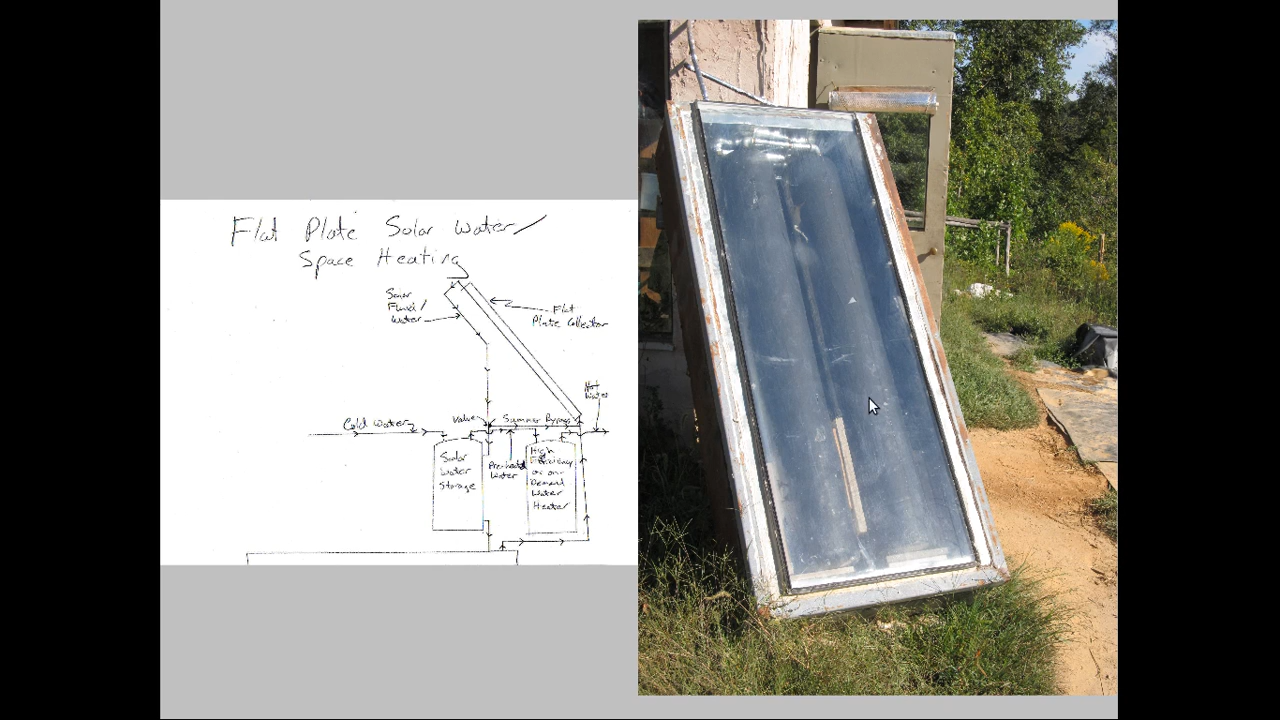 Flat Plate Solar Water/
Space Heating
Solar
Fluid/
Water
Flat
Plate Collector
Hot
Water
Cold Water
Valve
Summer Bypass
Solar
Water
Storage
Preheated
Water
High
Efficiency
or on-
Demand
Water
Heater